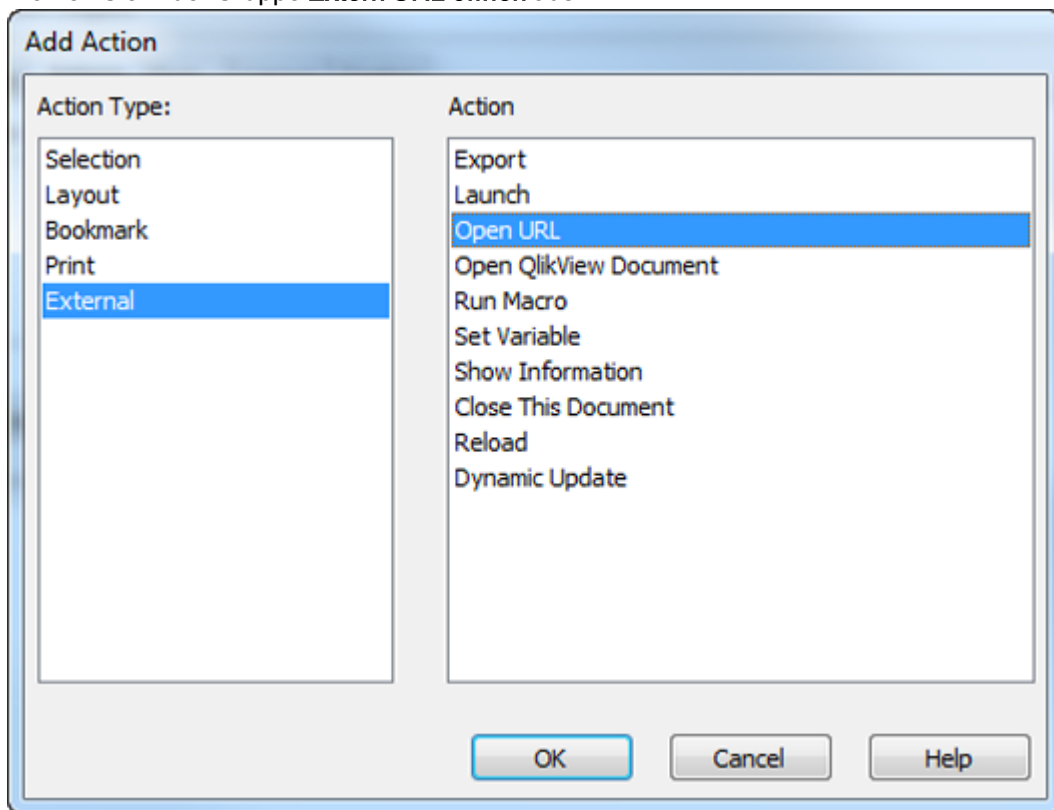 Add Action
Action Type:
Selection
Layout
Bookmark
Print
External
Action
Export
Launch
Open URL
Open QlikView Document
Run Macro
Set Variable
Show Information
Close This Document
Reload
Dynamic Update
OK
Cancel
Help